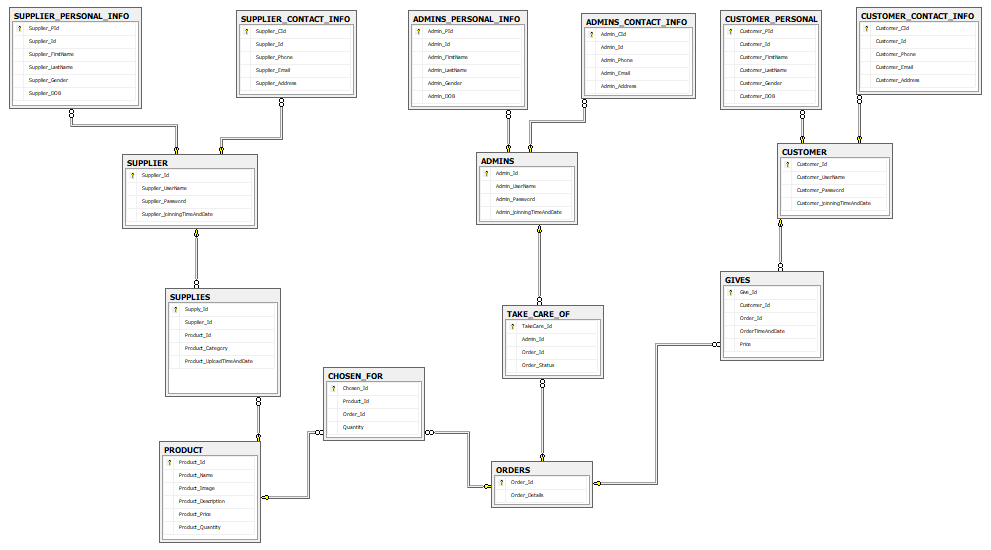 SUPPLIER_PERSONAL_INFO
Supplier_PId
Supplier_Id
Supplier_FirstName
Supplier_LastName
Supplier_Gender
Supplier_DOB
SUPPLIER_CONTACT_INFO
Supplier_CId
Supplier_Id
Supplier_Phone
Supplier_Email
Supplier_Address
ADMINS_PERSONAL_INFO
Admin_PId
Admin_Id
Admin_FirstName
Admin_LastName
Admin_Gender
Admin_DOB
ADMINS_CONTACT_INFO
Admin_CId
Admin_Id
Admin_Phone
Admin_Email
Admin_Address
CUSTOMER_PERSONAL
Customer_PId
Customer_Id
Customer_FirstName
Customer_LastName
Customer_Gender
Customer_DOB
CUSTOMER_CONTACT_INFO
Customer_CId
Customer_Id
Customer_Phone
Customer_Email
Customer_Address
SUPPLIER
Supplier_Id
Supplier_UserName
Supplier_Password
Supplier_JoinningTimeAndDate
ADMINS
Admin_Id
Admin_UserName
Admin_Password
Admin_JoinningTimeAndDate
CUSTOMER
Customer_Id
Customer_UserName
Customer_Password
Customer_JoinningTimeAndDate
SUPPLIES
Supply_Id
Supplier_Id
Product_Id
Product_Category
Product_UploadTimeAndDate
TAKE_CARE_OF
TakeCare_Id
Admin_Id
Order_Id
Order_Status
GIVES
Give_Id
Customer_Id
Order_Id
OrderTimeAndDate
Price
CHOSEN_FOR
Chosen_Id
Product_Id
Order_Id
Quantity
PRODUCT
Product_Id
Product_Name
Product_Image
Product_Description
Product_Price
Product_Quantity
ORDERS
Order_Id
Order_Details